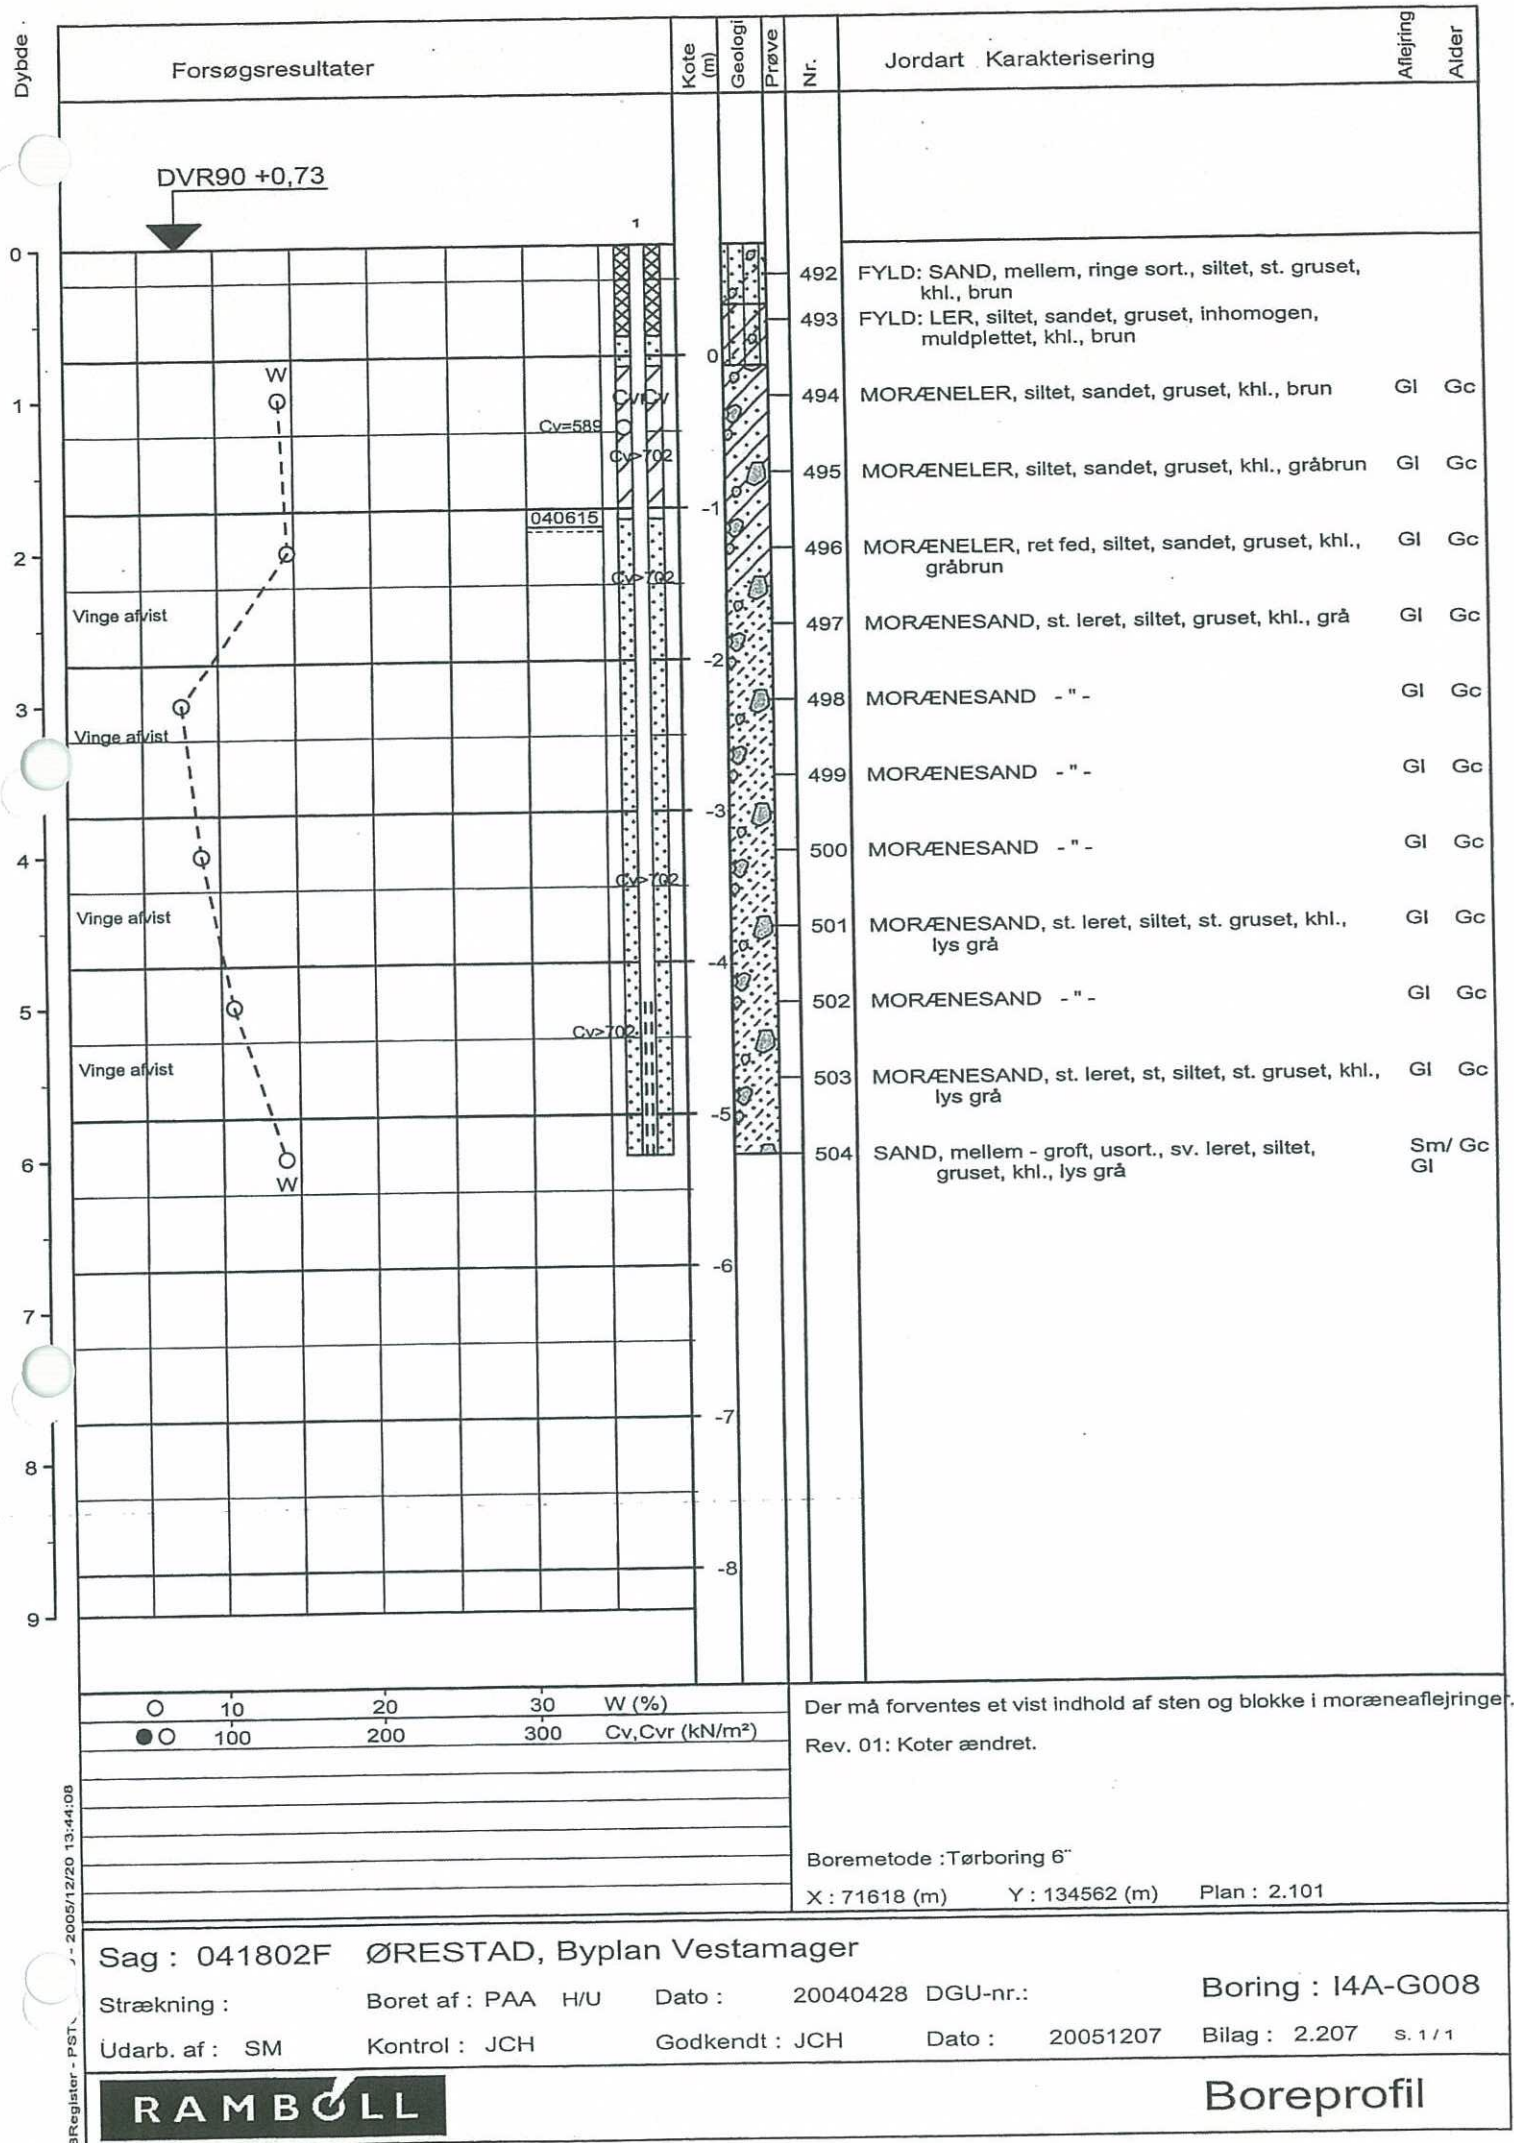 Dybde
Forsøgsresultater
Kote (m)
Geologi
Prøve
Nr.
Jordart Karakterisering
Aflejring
Alder
DVR90 +0,73
1
0
492 FYLD: SAND, mellem, ringe sort., siltet, st. gruset,
khl., brun
493 FYLD: LER, siltet, sandet, gruset, inhomogen,
muldplettet, khl., brun
0
W
1
494 MORÆNELER, siltet, sandet, gruset, khl., brun Gl Gc
Cv=589
Cv>702
495 MORÆNELER, siltet, sandet, gruset, khl., gråbrun Gl Gc
-1
040615
2
496 MORÆNELER, ret fed, siltet, sandet, gruset, khl., Gl Gc
gråbrun
Cv>702
Vinge afvist
497 MORÆNESAND, st. leret, siltet, gruset, khl., grå Gl Gc
-2
3
498 MORÆNESAND - " - Gl Gc
Vinge afvist
499 MORÆNESAND - " - Gl Gc
-3
4
500 MORÆNESAND - " - Gl Gc
Cv>702
Vinge afvist
501 MORÆNESAND, st. leret, siltet, st. gruset, khl., Gl Gc
lys grå
-4
5
502 MORÆNESAND - " - Gl Gc
Cv>702
Vinge afvist
503 MORÆNESAND, st. leret, st, siltet, st. gruset, khl., Gl Gc
lys grå
-5
6
504 SAND, mellem - groft, usort., sv. leret, siltet, Sm/ Gc
gruset, khl., lys grå Gl
W
-6
7
-7
8
-8
9
10 20 30 W (%)
100 200 300 Cv,Cvr (kN/m²)
Der må forventes et vist indhold af sten og blokke i moræneaflejringer.
Rev. 01: Koter ændret.
Boremetode : Tørboring 6"
X : 71618 (m) Y : 134562 (m) Plan : 2.101
- 2005/12/20 13:44:08
Sag : 041802F ØRESTAD, Byplan Vestamager
Strækning : Boret af : PAA H/U Dato : 20040428 DGU-nr.: Boring : I4A-G008
Udarb. af : SM Kontrol : JCH Godkendt : JCH Dato : 20051207 Bilag : 2.207 S. 1 / 1
RAMBØLL
Boreprofil